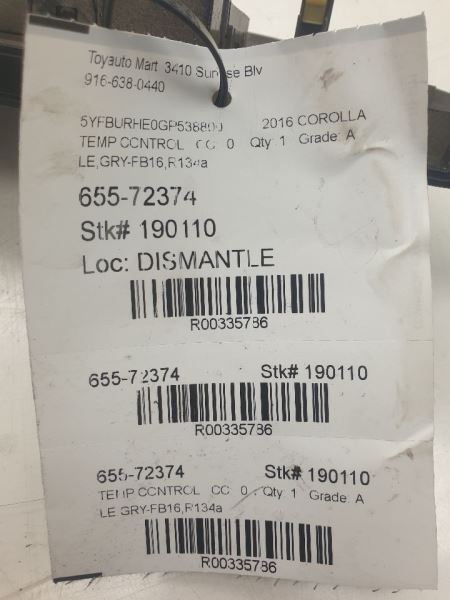 Toyauto Mart 3410 Sunrise Blv
916-638-0440
2016 COROLLA
TEMP CONTROL CC: 0 Qty: 1 Grade: A
LE,GRY-FB16,R134a
655-72374
Stk# 190110
Loc: DISMANTLE
R00335786
655-72374 Stk# 190110
R00335786
655-72374 Stk# 190110
TEMP CONTROL CC: 0 . Qty: 1 Grade: A
LE,GRY-FB16,R134a
R00335786